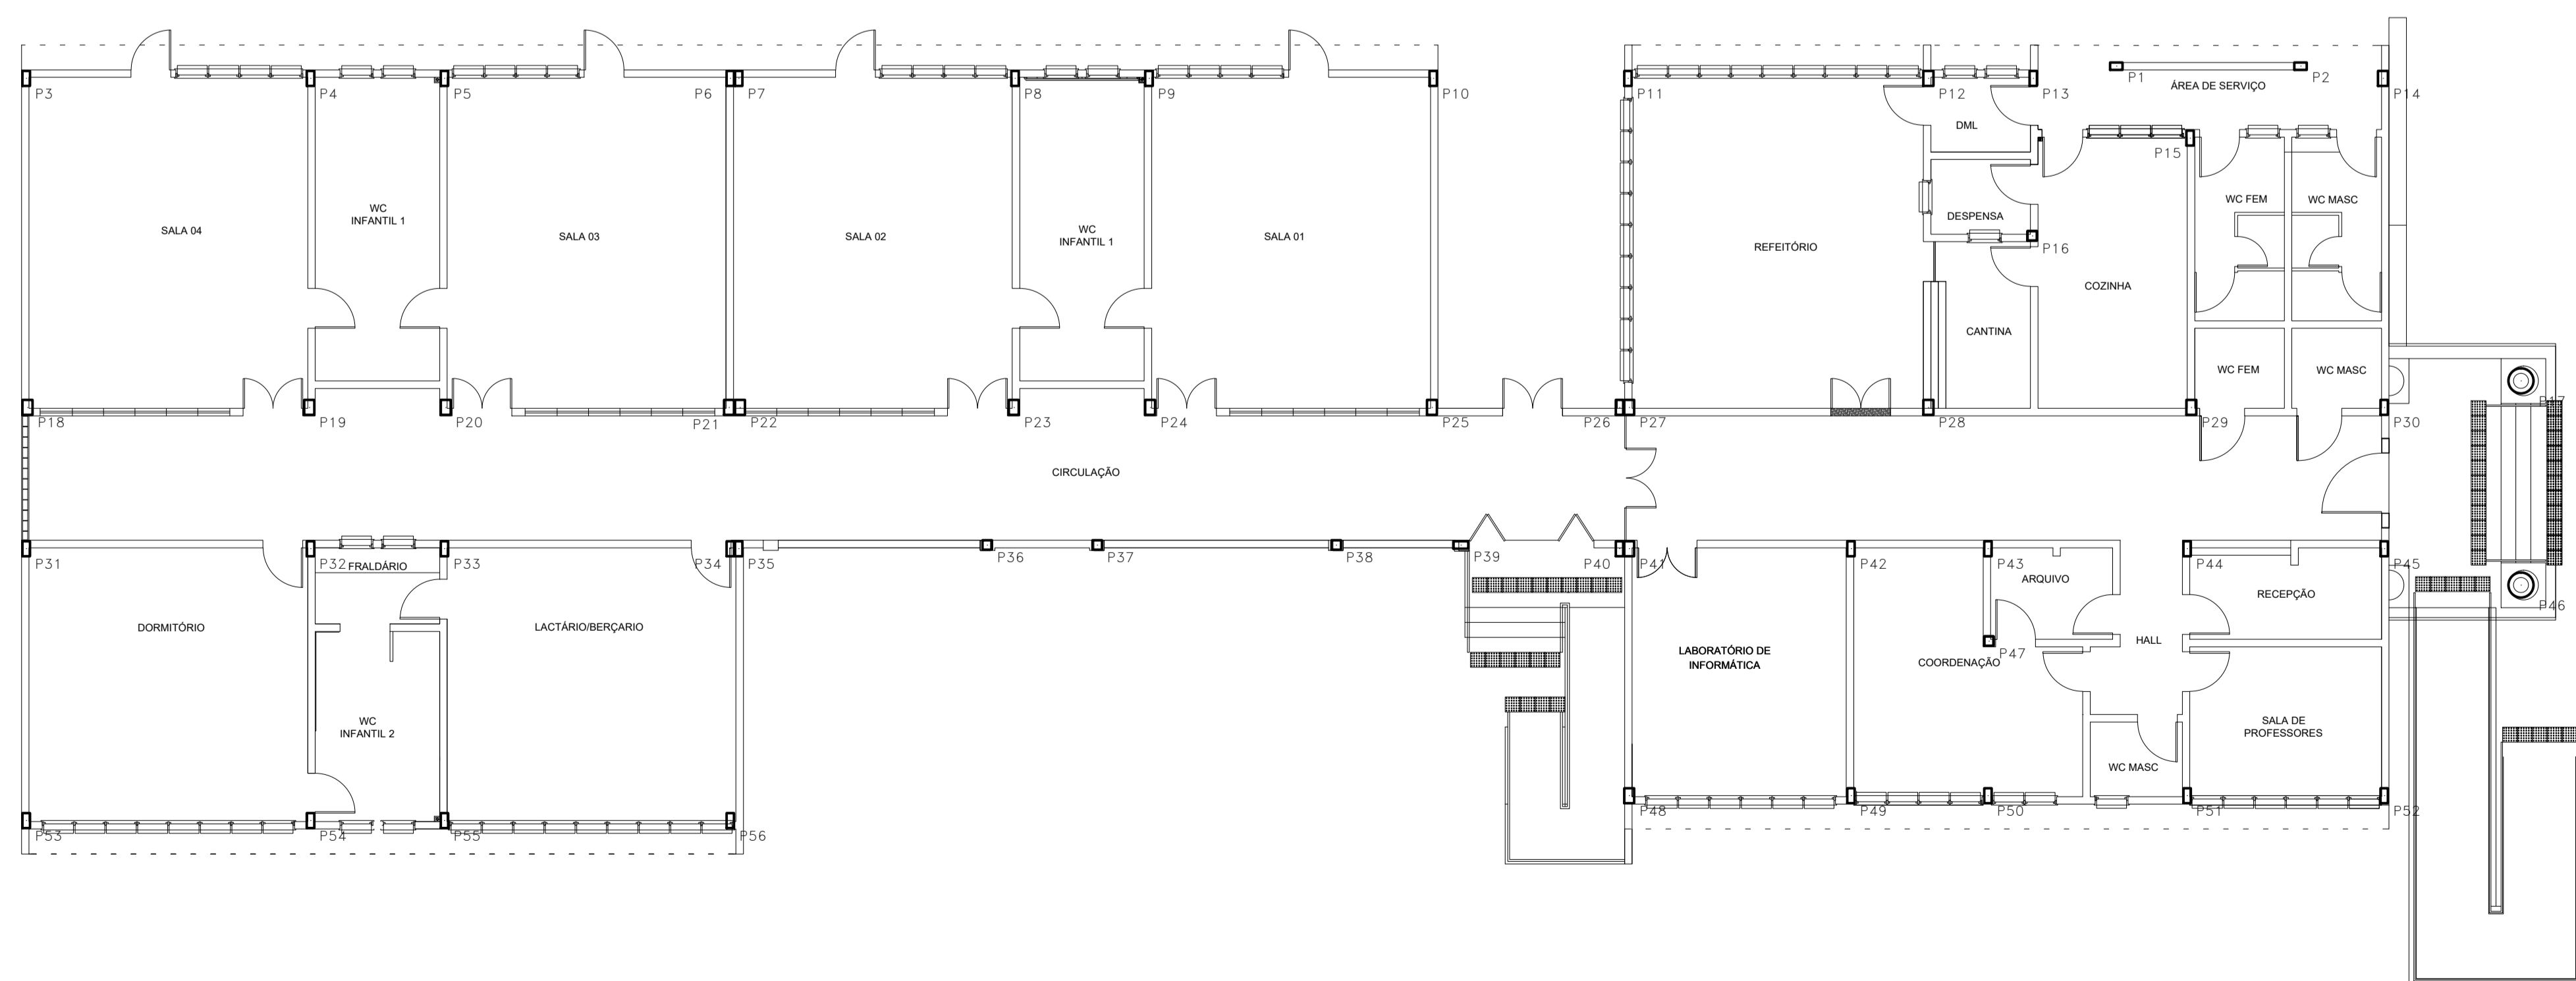 P1
P2
P3
P4
P5
P6
P7
P8
P9
P10
P11
P12
P13
ÁREA DE SERVIÇO
P14
DML
P15
SALA 04
WC
INFANTIL 1
SALA 03
SALA 02
WC
INFANTIL 1
SALA 01
REFEITÓRIO
DESPENSA
P16
COZINHA
WC FEM
WC MASC
CANTINA
WC FEM
WC MASC
P17
P18
P19
P20
P21
P22
P23
P24
P25
P26
P27
P28
P29
P30
CIRCULAÇÃO
P31
P32
FRALDÁRIO
P33
P34
P35
P36
P37
P38
P39
P40
P41
P42
P43
ARQUIVO
P44
RECEPÇÃO
P45
P46
DORMITÓRIO
LACTÁRIO/BERÇARIO
LABORATÓRIO DE
INFORMÁTICA
COORDENAÇÃO
P47
HALL
WC
INFANTIL 2
SALA DE
PROFESSORES
WC MASC
P48
P49
P50
P51
P52
P53
P54
P55
P56